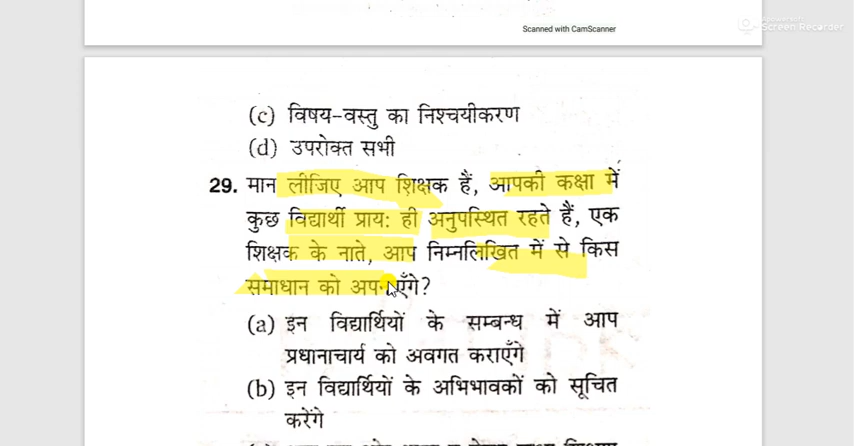 Scanned with CamScanner
Screen Recorder
(c) विषय-वस्तु का निश्चयीकरण
(d) उपरोक्त सभी
29. मान लीजिए आप शिक्षक हैं, आपकी कक्षा में
कुछ विद्यार्थी प्रायः ही अनुपस्थित रहते हैं, एक
शिक्षक के नाते, आप निम्नलिखित में से किस
समाधान को अपनाएँगे?
(a) इन विद्यार्थियों के सम्बन्ध में आप
प्रधानाचार्य को अवगत कराएँगे
(b) इन विद्यार्थियों के अभिभावकों को सूचित
करेंगे